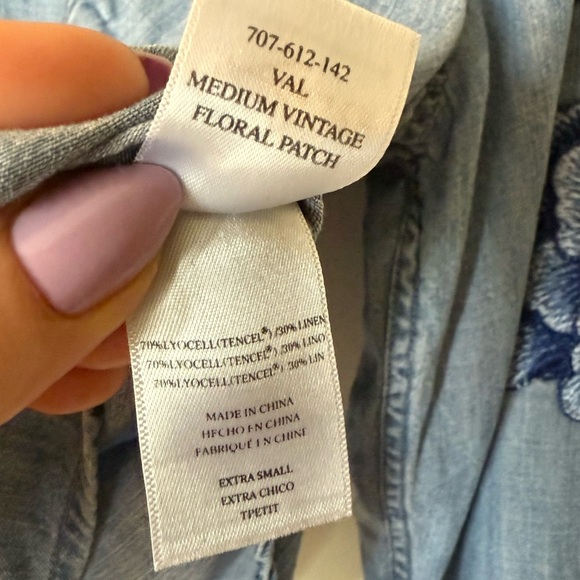 707-612-142
VAL
MEDIUM VINTAGE
FLORAL PATCH
70%LYOCELL(TENCEL®) /30% LINEN
70%LYOCELL(TENCEL®) /30% LINO
70%LYOCELL(TENCEL®) 30% LIN
MADE IN CHINA
HECHO EN CHINA
FABRIQUÉ EN CHINE
EXTRA SMALL
EXTRA CHICO
TPETIT